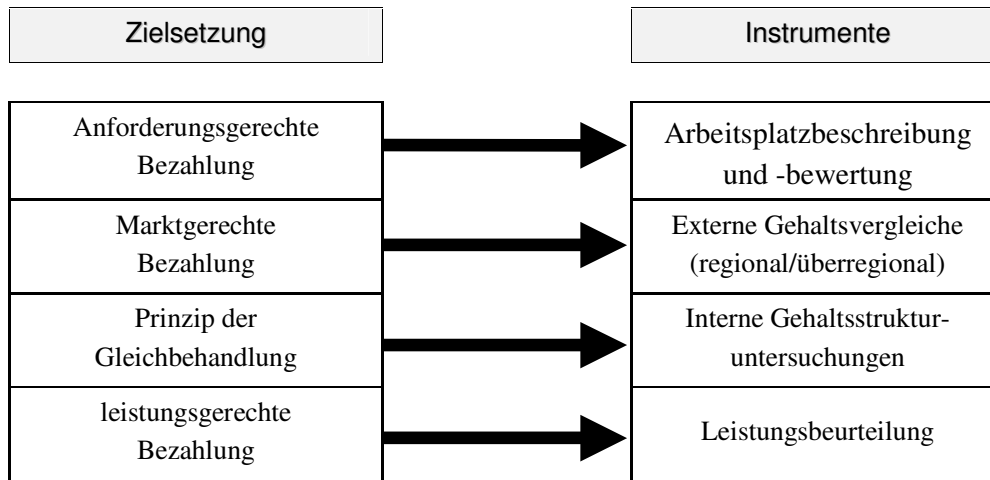 Zielsetzung
Instrumente
Anforderungsgerechte
Bezahlung
Arbeitsplatzbeschreibung
und -bewertung
Marktgerechte
Bezahlung
Externe Gehaltsvergleiche
(regional/überregional)
Prinzip der
Gleichbehandlung
Interne Gehaltsstruktur-
untersuchungen
leistungsgerechte
Bezahlung
Leistungsbeurteilung